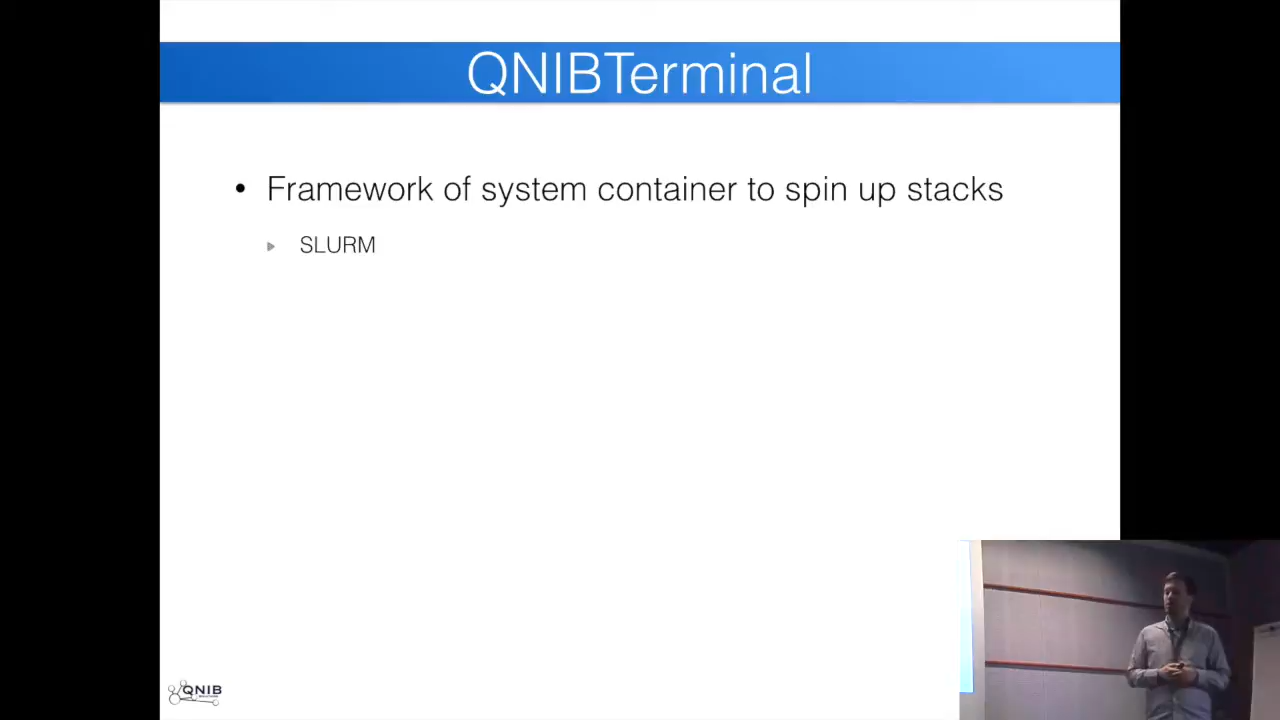 QNIBTerminal
• Framework of system container to spin up stacks
▸ SLURM
QNIB